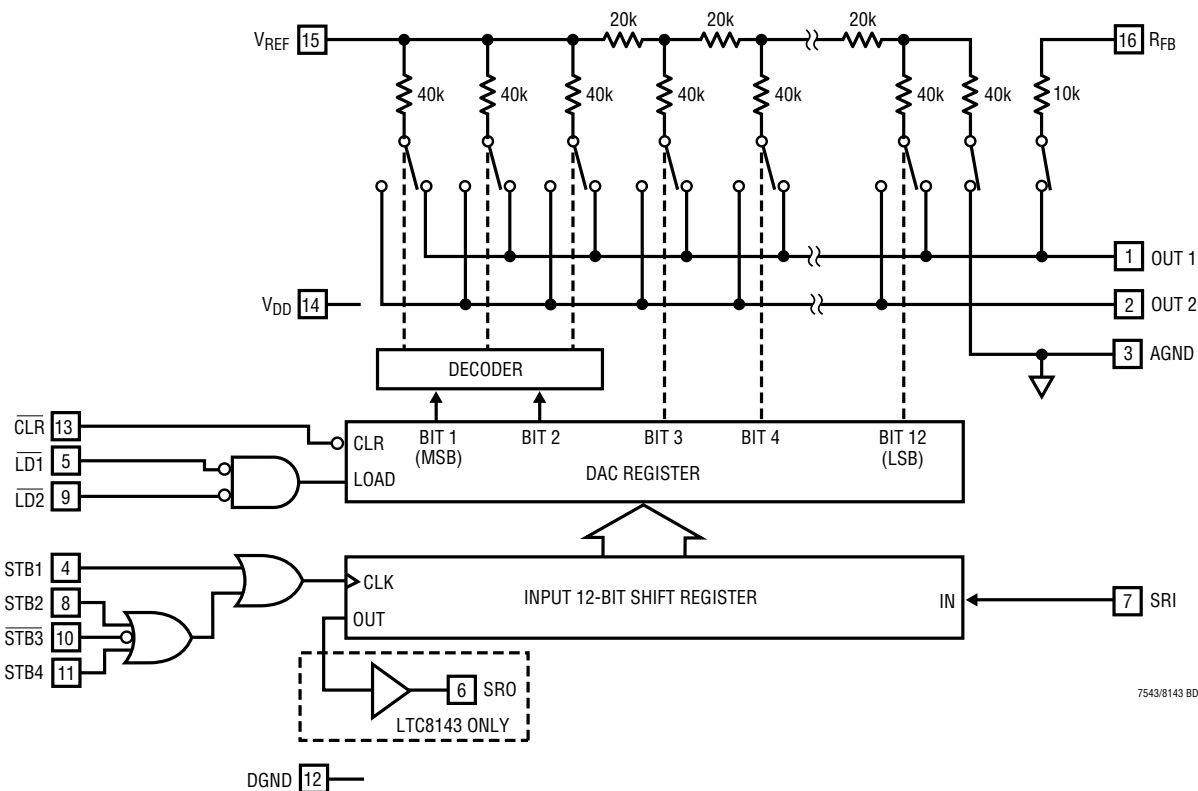 20k 20k 20k
VREF 15 16 RFB
40k 40k 40k 40k 40k 40k 40k 10k
1 OUT 1
VDD 14 2 OUT 2
3 AGND
DECODER
CLR 13 CLR BIT 1 (MSB) BIT 2 BIT 3 BIT 4 BIT 12 (LSB)
LD1 5
DAC REGISTER
LD2 9 LOAD
STB1 4 CLK
STB2 8 INPUT 12-BIT SHIFT REGISTER IN 7 SRI
OUT
STB3 10
STB4 11
6 SRO
LTC8143 ONLY
7543/8143 BD
DGND 12